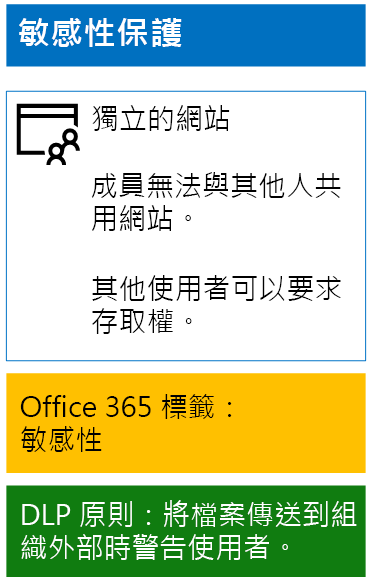 敏感性保護
獨立的網站
成員無法與其他人共
用網站。
其他使用者可以要求
存取權。
Office 365 標籤：
敏感性
DLP 原則：將檔案傳送到組
織外部時警告使用者。